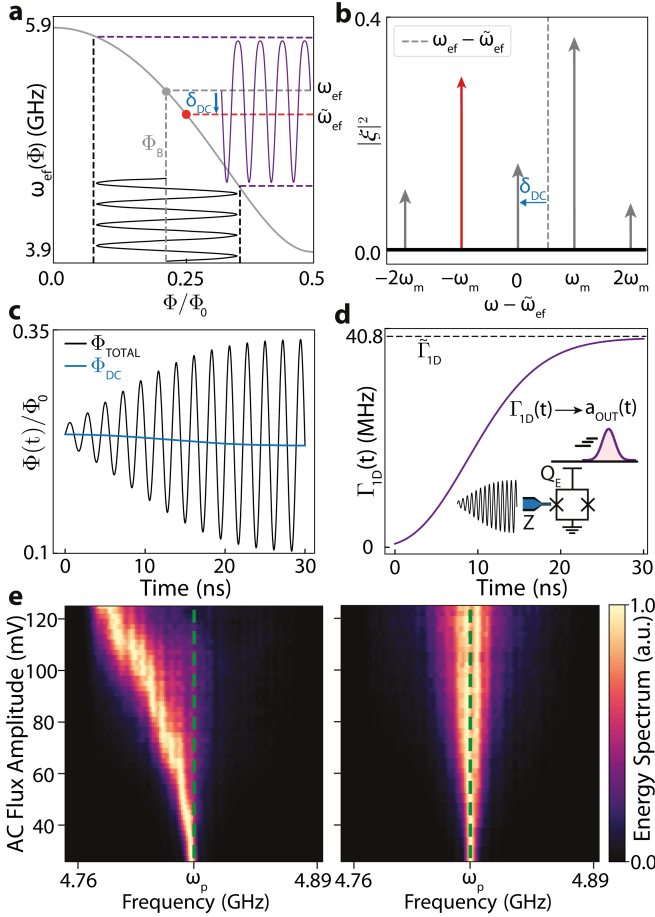 a
5.9
ω_ef(Φ) (GHz)
3.9
0.0
0.25
0.5
Φ/Φ₀
Φ_B
δ_DC
ω_ef
ω̃_ef
b
0.4
|ξ|²
0.0
ω_ef − ω̃_ef
δ_DC
−2ω_m
−ω_m
0
ω_m
2ω_m
ω − ω̃_ef
c
0.35
Φ(t)/Φ₀
0.1
Φ_TOTAL
Φ_DC
0
10
20
30
Time (ns)
d
40.8
Γ_1D(t) (MHz)
0
Γ̃_1D
Γ_1D(t) → a_OUT(t)
Q_E
Z
0
10
20
30
Time (ns)
e
AC Flux Amplitude (mV)
120
100
80
60
40
4.76
ω_p
4.89
Frequency (GHz)
4.76
ω_p
4.89
Frequency (GHz)
1.0
Energy Spectrum (a.u.)
0.0